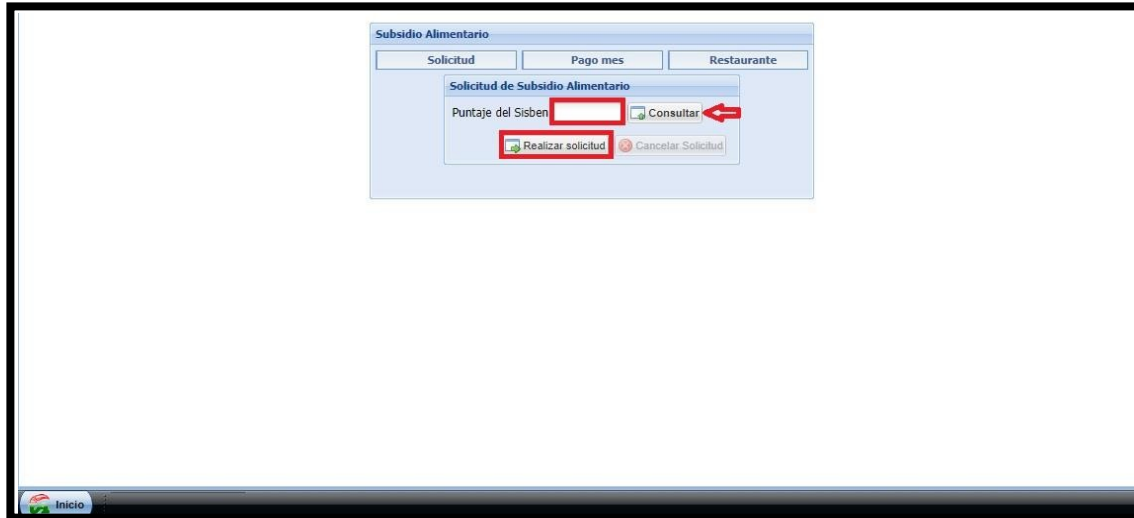 Subsidio Alimentario
Solicitud Pago mes Restaurante
Solicitud de Subsidio Alimentario
Puntaje del Sisben Consultar
Realizar solicitud Cancelar Solicitud
Inicio